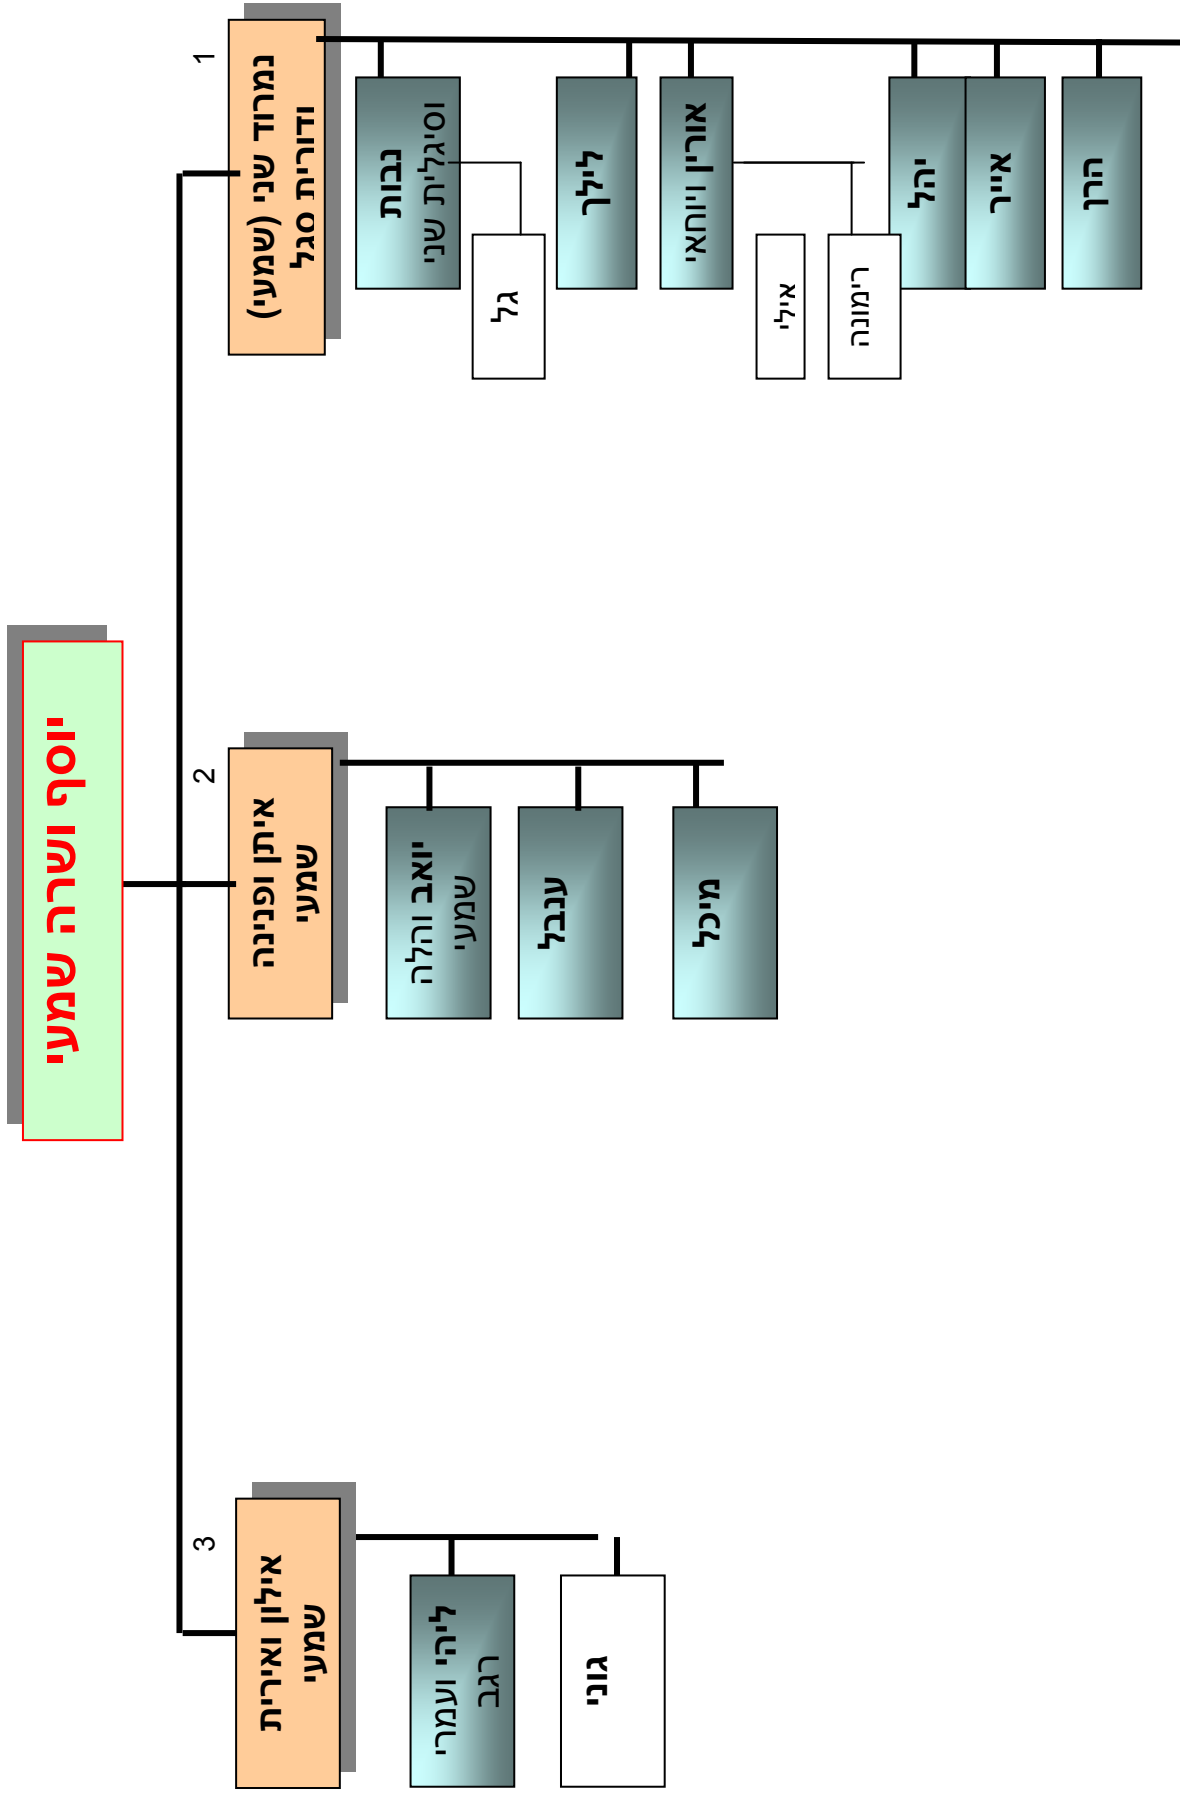 יוסף ושרה שמעי
1
נמרוד שני (שמעי)
ודורית סגל
נבות
וסיגלית שני
גל
לילך
אורין ויוחאי
אילי
רימונה
יהל
אייר
הרן
2
איתן ופנינה
שמעי
יואב והלה
שמעי
ענבל
מיכל
3
אילון ואירית
שמעי
ליהי ועמרי
רגב
גוני